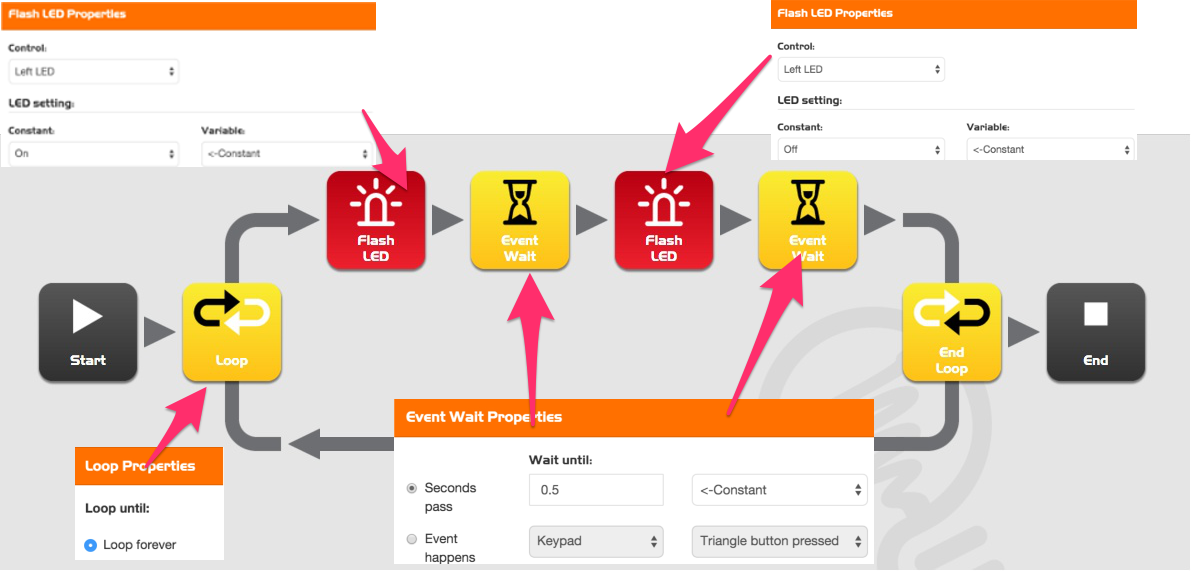 Flash LED Properties
Control:
Left LED
LED setting:
Constant: Variable:
On <-Constant
Flash LED Properties
Control:
Left LED
LED setting:
Constant: Variable:
Off <-Constant
Flash
LED
Event
Wait
Flash
LED
Event
Wait
Start
Loop
End
Loop
End
Loop Properties
Loop until:
Loop forever
Event Wait Properties
Wait until:
Seconds
pass
0.5 <-Constant
Event
happens
Keypad Triangle button pressed